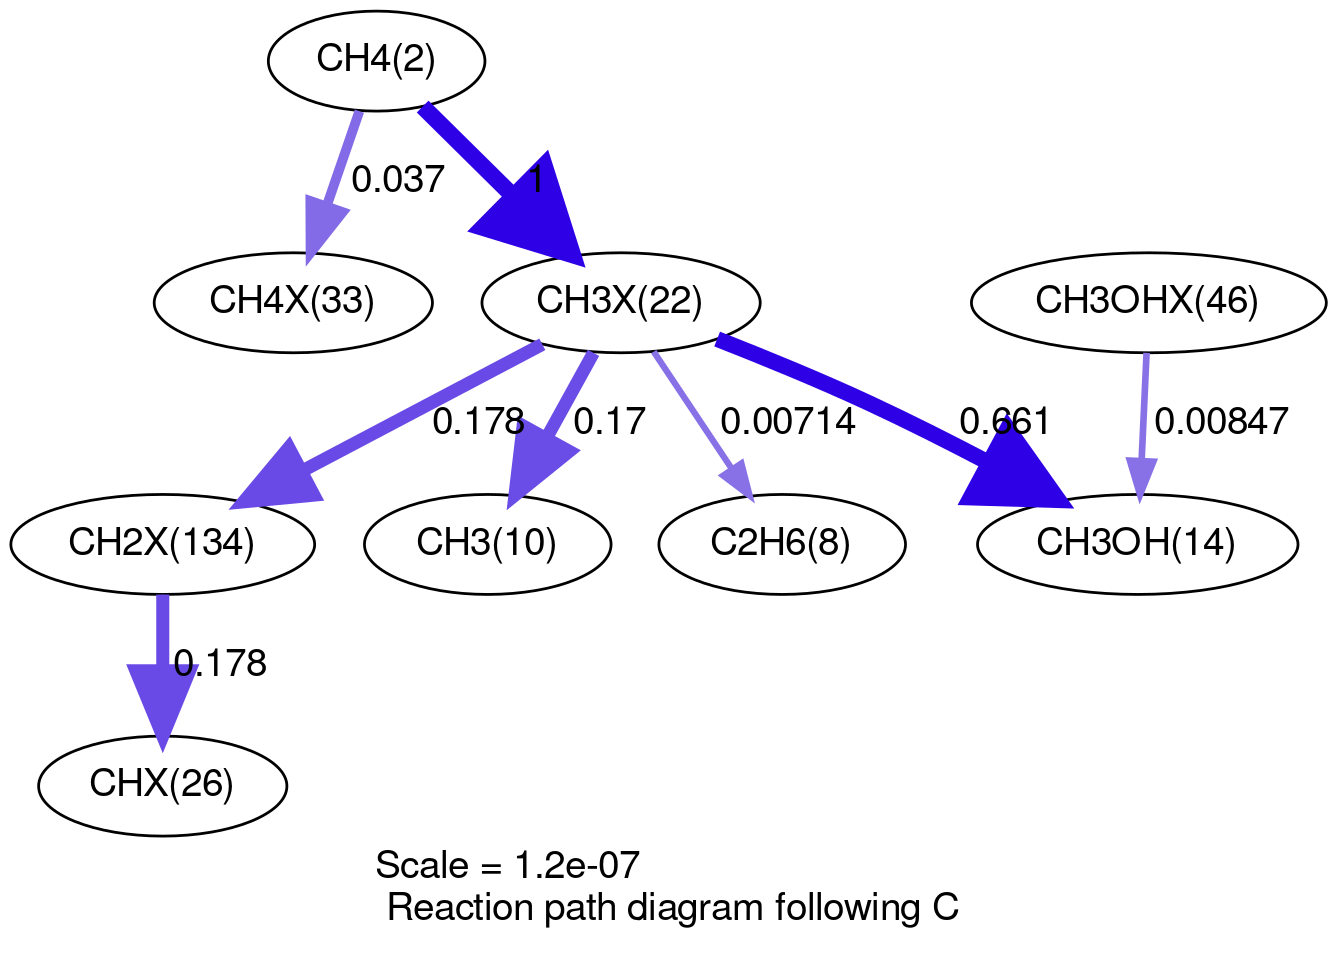 CH4(2)
0.037
1
CH4X(33)
CH3X(22)
CH3OHX(46)
0.178
0.17
0.00714
0.661
0.00847
CH2X(134)
CH3(10)
C2H6(8)
CH3OH(14)
0.178
CHX(26)
Scale = 1.2e-07
Reaction path diagram following C